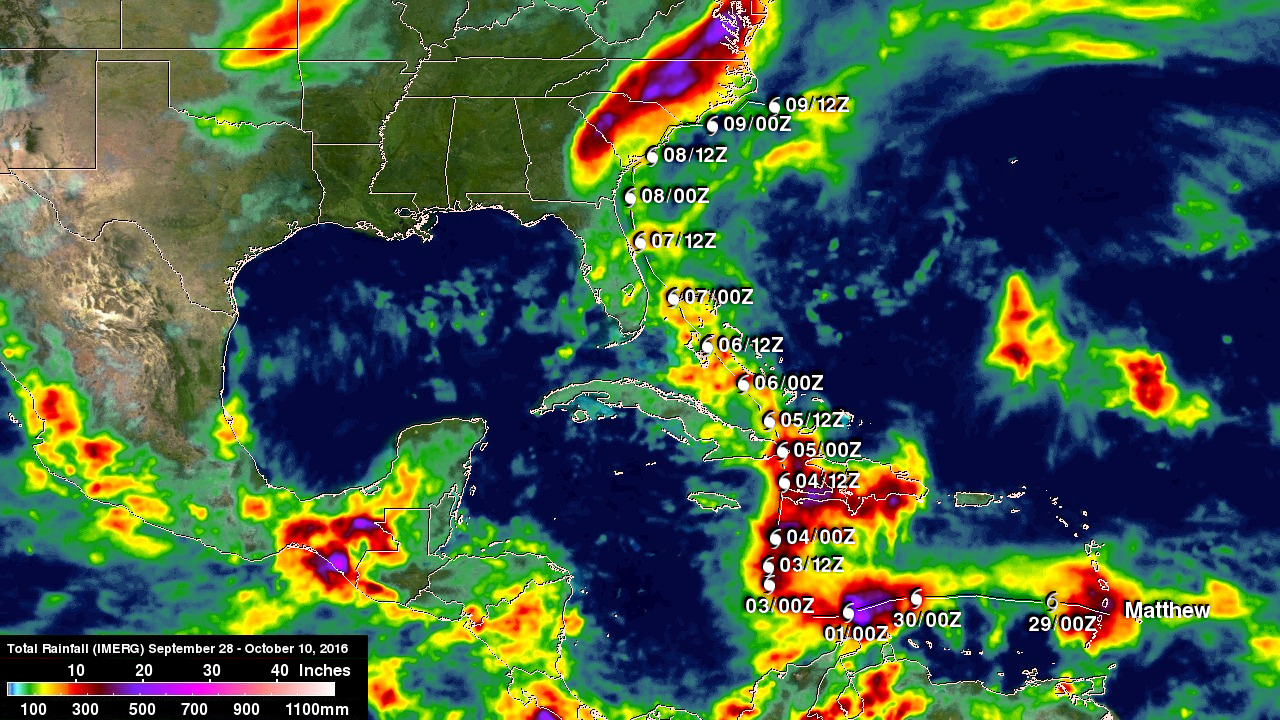 09/12Z
09/00Z
08/12Z
08/00Z
07/12Z
07/00Z
06/12Z
06/00Z
05/12Z
05/00Z
04/12Z
04/00Z
03/12Z
03/00Z
01/00Z
30/00Z
29/00Z
Matthew
Total Rainfall (IMERG) September 28 - October 10, 2016
10 20 30 40 Inches
100 300 500 700 900 1100mm